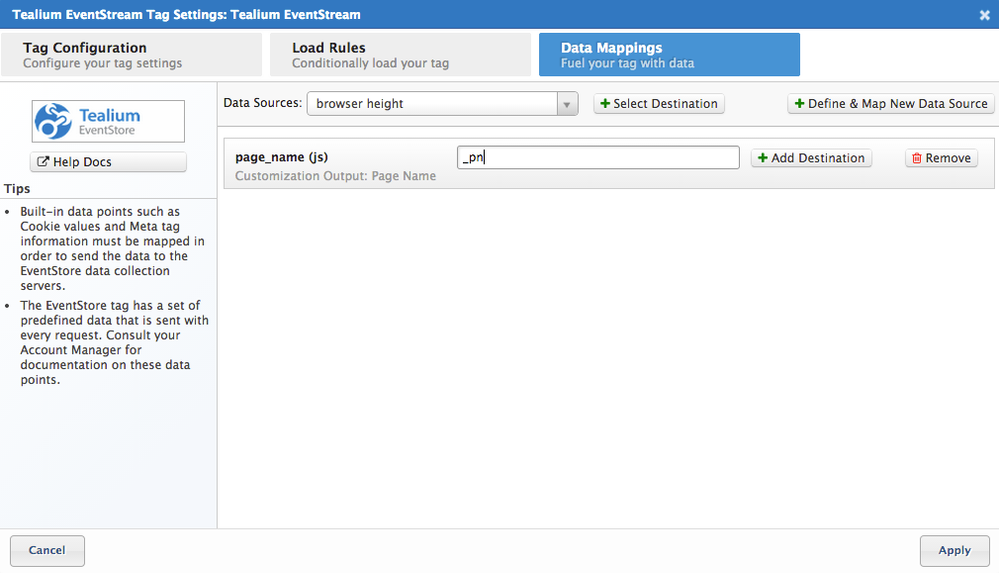 Tealium EventStream Tag Settings: Tealium EventStream
Tag Configuration
Configure your tag settings
Load Rules
Conditionally load your tag
Data Mappings
Fuel your tag with data
Tealium
EventStore
Help Docs
Tips
Built-in data points such as
Cookie values and Meta tag
information must be mapped in
order to send the data to the
EventStore data collection
servers.
The EventStore tag has a set of
predefined data that is sent with
every request. Consult your
Account Manager for
documentation on these data
points.
Data Sources: browser height + Select Destination + Define & Map New Data Source
page_name (js) _pn + Add Destination Remove
Customization Output: Page Name
Cancel Apply